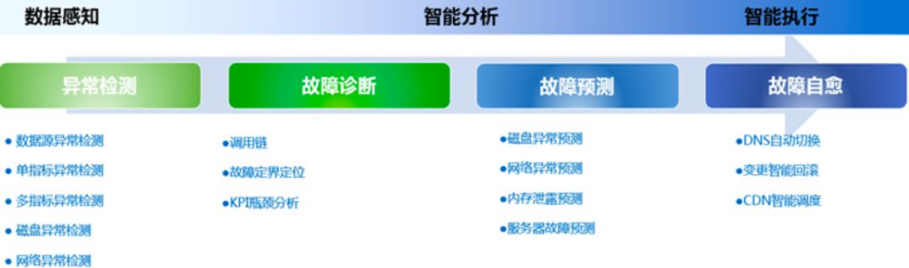 数据感知
智能分析
智能执行
异常检测
故障诊断
故障预测
故障自愈
●数据源异常检测
●单指标异常检测
●多指标异常检测
●磁盘异常检测
●网络异常检测
●调用链
●故障定界定位
●KPI瓶颈分析
●磁盘异常预测
●网络异常预测
●内存泄露预测
●服务器故障预测
●DNS自动切换
●变更智能回滚
●CDN智能调度